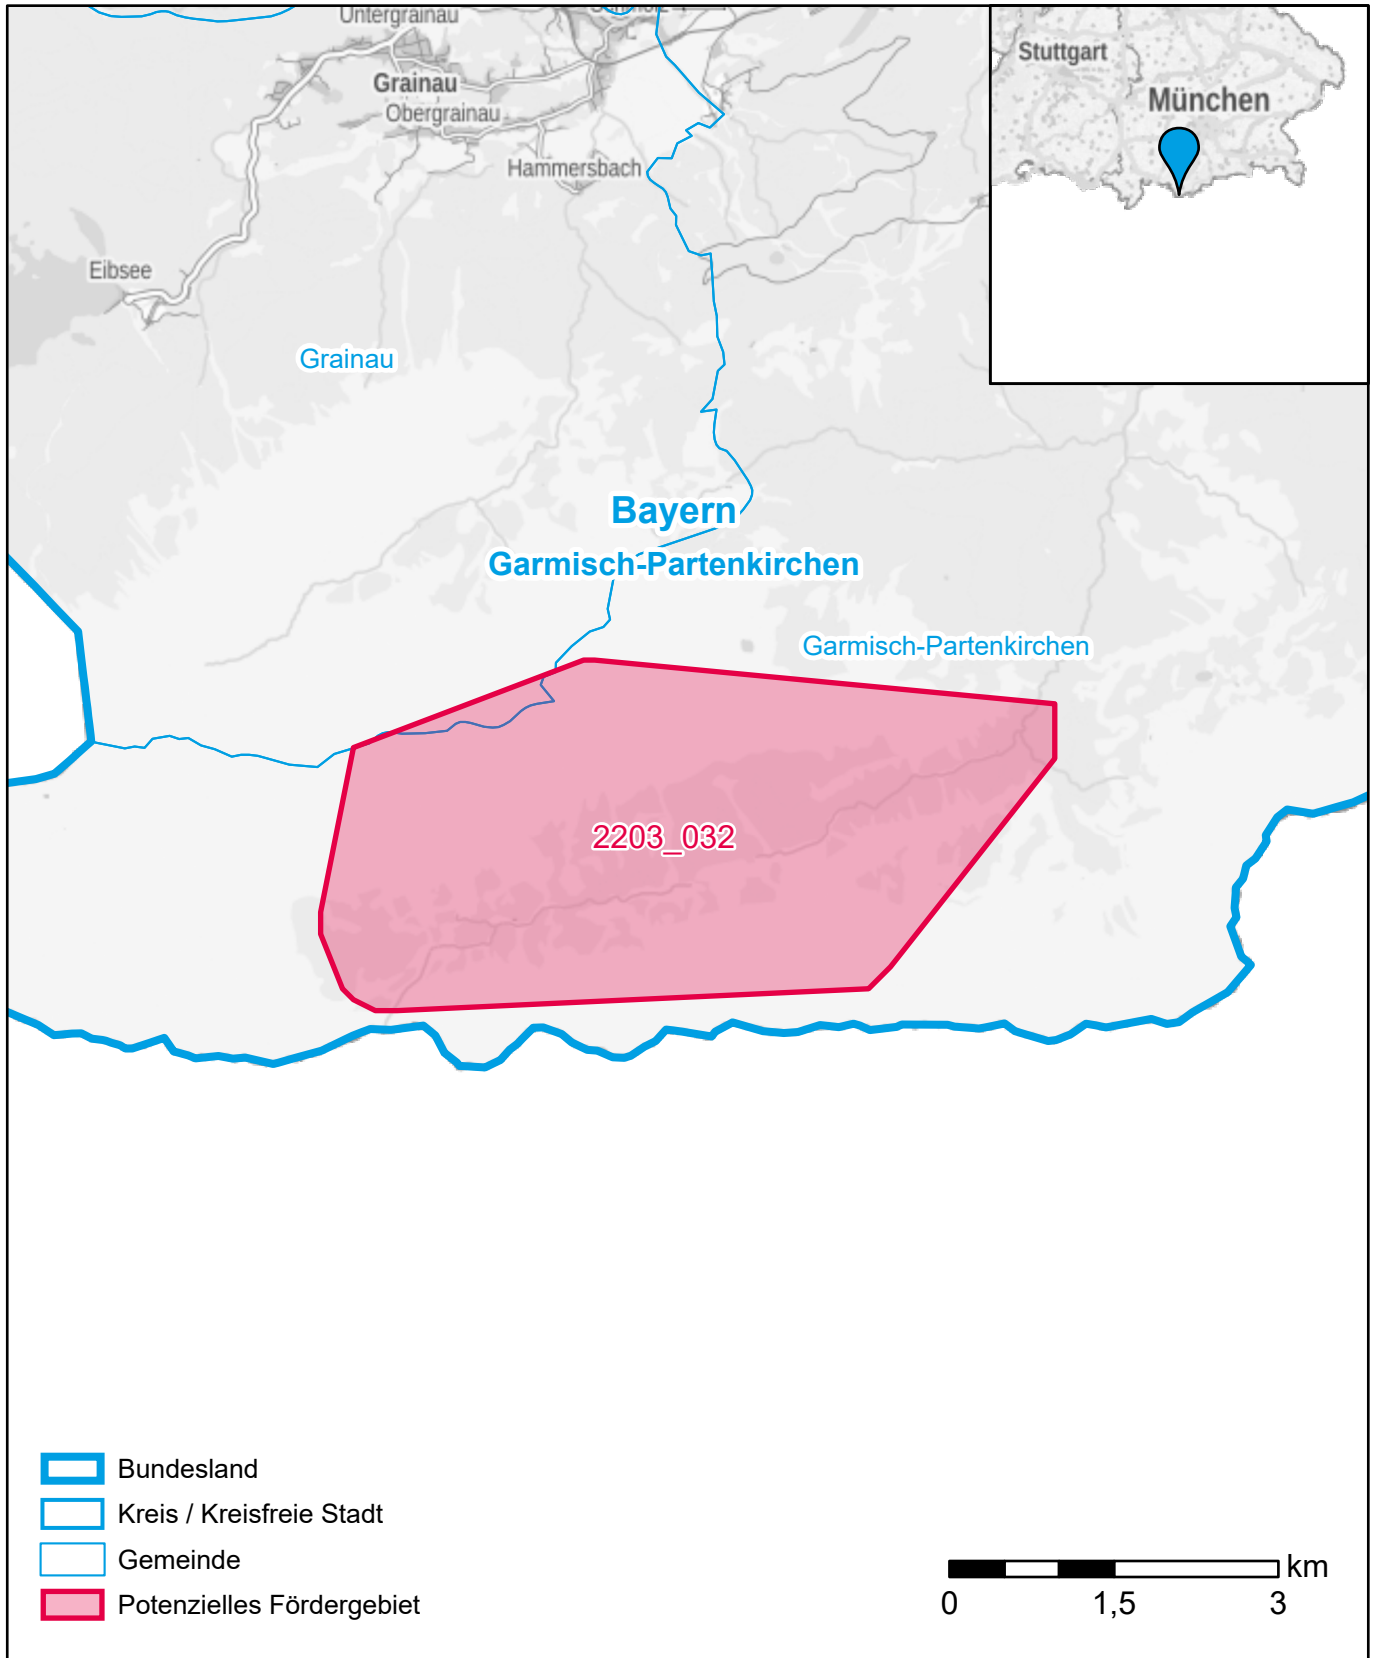 Untergrainau
Grainau
Obergrainau
Hammersbach
Eibsee
Stuttgart
München
Grainau
Bayern
Garmisch-Partenkirchen
Garmisch-Partenkirchen
2203_032
Bundesland
Kreis / Kreisfreie Stadt
Gemeinde
Potenzielles Fördergebiet
km
0 1,5 3